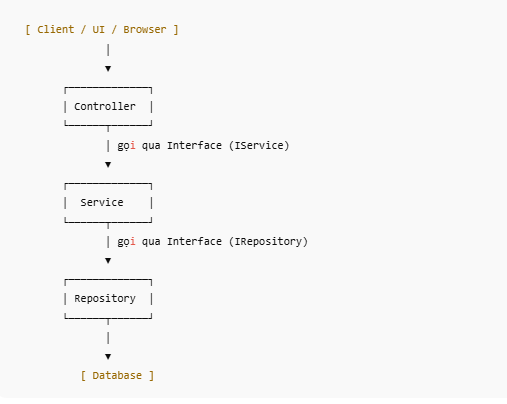 [ Client / UI / Browser ]
Controller
gọi qua Interface (IService)
Service
gọi qua Interface (IRepository)
Repository
[ Database ]